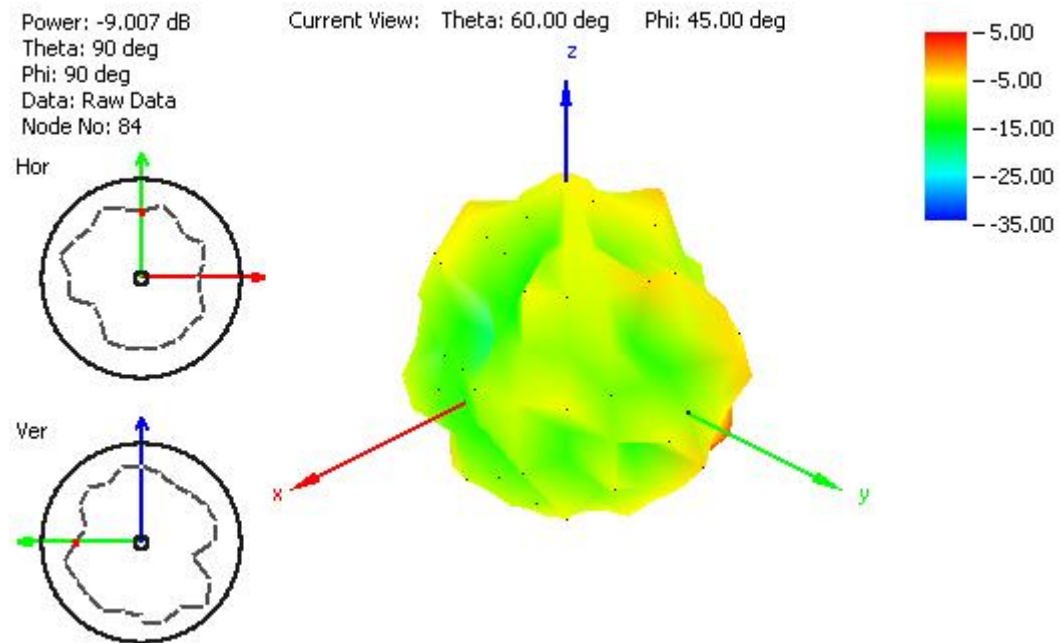 Power: -9.007 dB
Theta: 90 deg
Phi: 90 deg
Data: Raw Data
Node No: 84
Current View: Theta: 60.00 deg Phi: 45.00 deg
Hor
Ver
z
x
y
5.00
-5.00
-15.00
-25.00
-35.00